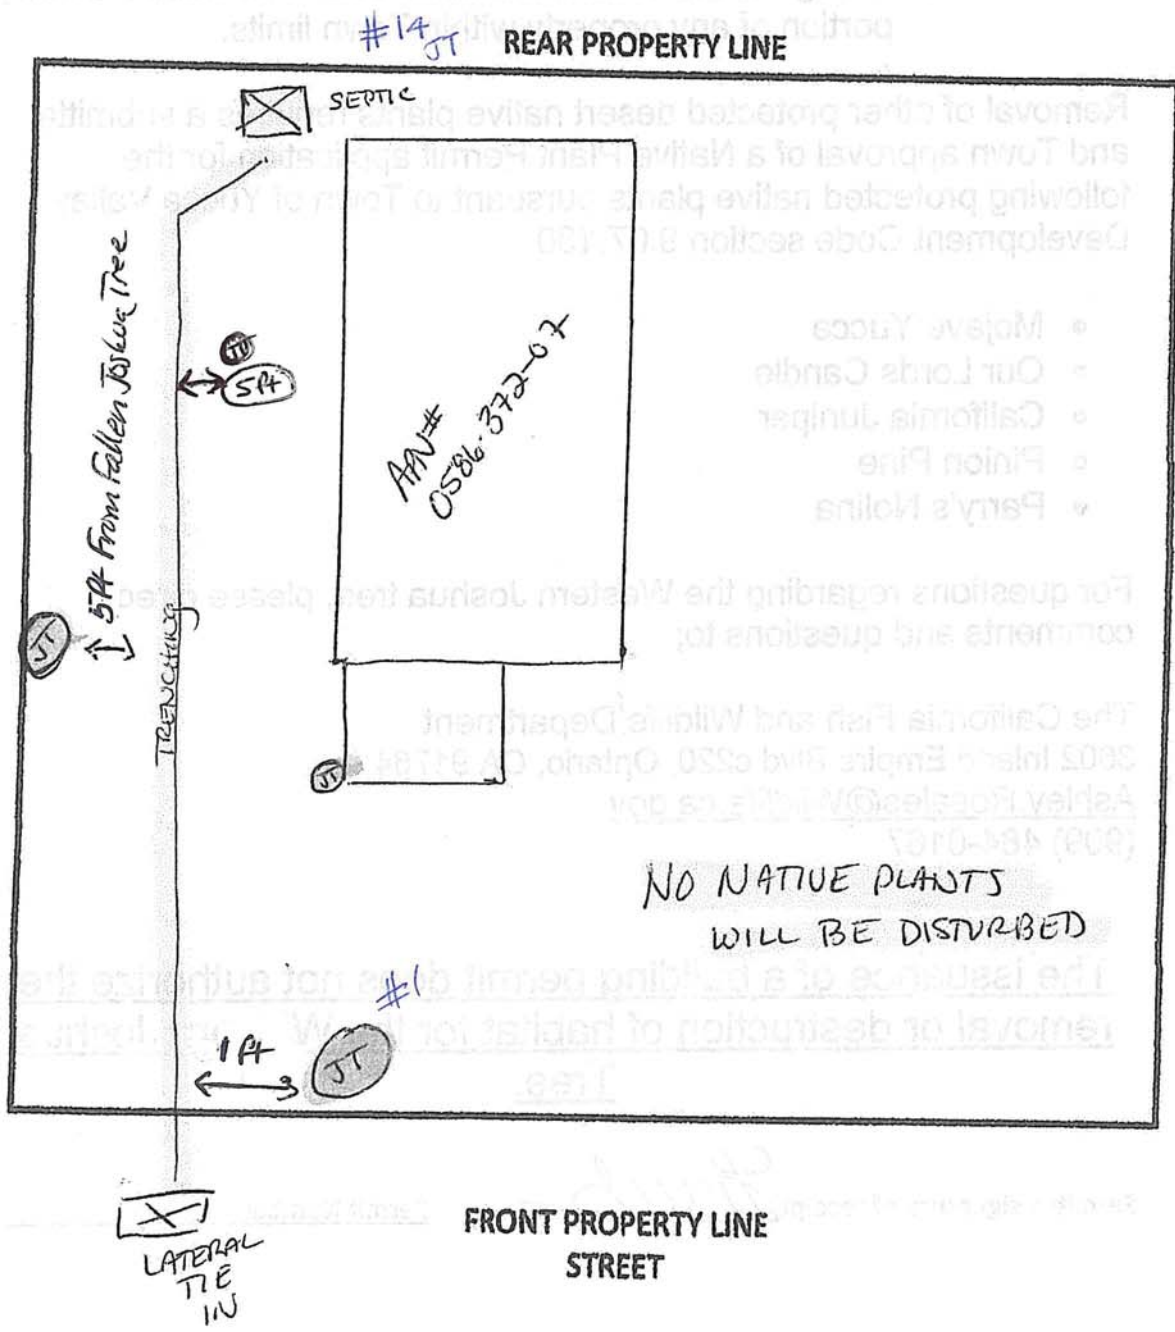 #14 JT
REAR PROPERTY LINE
SEPTIC
5ft From Fallen Joshua Tree
5ft
APN#
0586-372-07
JT
TRENCHING
JT
NO NATIVE PLANTS
WILL BE DISTURBED
#1
1 ft
JT
FRONT PROPERTY LINE
STREET
LATERAL
TIE
IN
portion of any property within Town limits.
Removal of other protected desert native plants requires a submitted
and Town approval of a Native Plant Permit application for the
following protected native plants pursuant to Town of Yucca Valley
Development Code section 9.07.130
Mojave Yucca
Our Lords Candle
California Juniper
Pinion Pine
Parry's Nolina
For questions regarding the Western Joshua tree, please direct
comments and questions to;
The California Fish and Wildlife Department
3602 Inland Empire Blvd c220, Ontario, CA 91764
(909) 484-0167
The issuance of a building permit does not authorize the
removal or destruction of habitat for the
Tree.